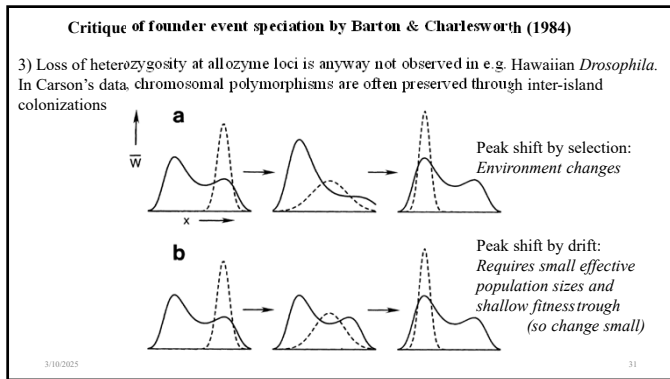 Critique of founder event speciation by Barton & Charlesworth (1984)
3) Loss of heterozygosity at allozyme loci is anyway not observed in e.g. Hawaiian Drosophila.
In Carson's data, chromosomal polymorphisms are often preserved through inter-island
colonizations
a
W̅
x
Peak shift by selection:
Environment changes
b
Peak shift by drift:
Requires small effective
population sizes and
shallow fitness trough
(so change small)
3/10/2025
31